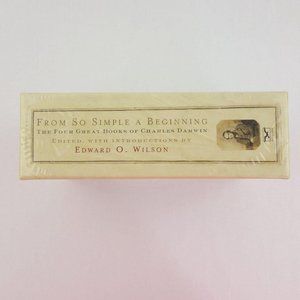 FROM SO SIMPLE A BEGINNING
THE FOUR GREAT BOOKS OF CHARLES DARWIN
EDITED, WITH INTRODUCTIONS BY
EDWARD O. WILSON